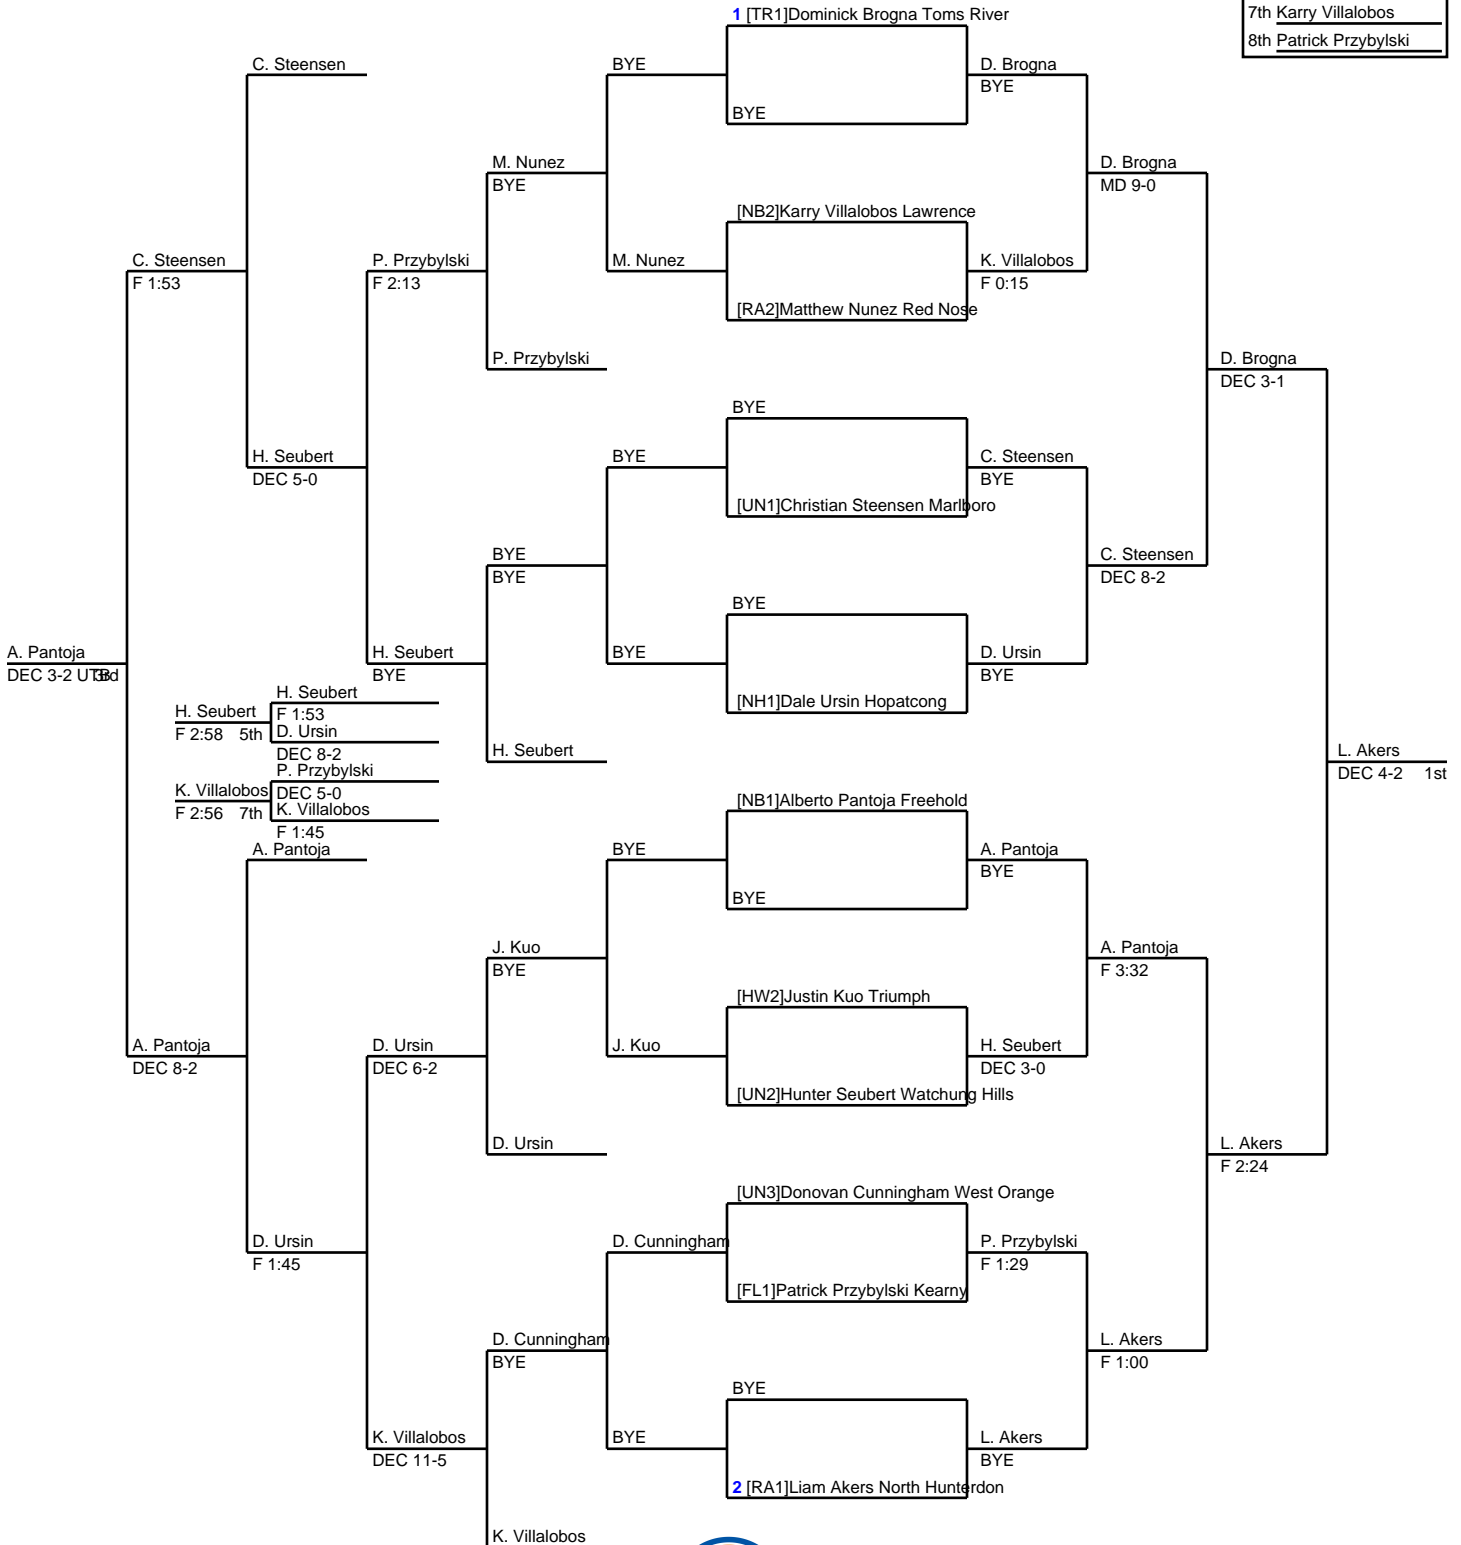 1 [TR1]Dominick Brogna Toms River
7th Karry Villalobos
8th Patrick Przybylski
C. Steensen
BYE
D. Brogna
BYE
BYE
M. Nunez
BYE
D. Brogna
MD 9-0
[NB2]Karry Villalobos Lawrence
C. Steensen
F 1:53
P. Przybylski
F 2:13
M. Nunez
K. Villalobos
F 0:15
[RA2]Matthew Nunez Red Nose
P. Przybylski
D. Brogna
DEC 3-1
BYE
H. Seubert
DEC 5-0
BYE
C. Steensen
BYE
[UN1]Christian Steensen Marlboro
BYE
BYE
C. Steensen
DEC 8-2
BYE
A. Pantoja
DEC 3-2 UTB 3rd
H. Seubert
BYE
BYE
D. Ursin
BYE
H. Seubert
F 1:53
[NH1]Dale Ursin Hopatcong
H. Seubert
F 2:58 5th
D. Ursin
DEC 8-2
H. Seubert
L. Akers
DEC 4-2 1st
P. Przybylski
DEC 5-0
K. Villalobos
F 2:56 7th
K. Villalobos
F 1:45
[NB1]Alberto Pantoja Freehold
A. Pantoja
BYE
A. Pantoja
BYE
BYE
J. Kuo
BYE
A. Pantoja
F 3:32
[HW2]Justin Kuo Triumph
A. Pantoja
DEC 8-2
D. Ursin
DEC 6-2
J. Kuo
H. Seubert
DEC 3-0
[UN2]Hunter Seubert Watchung Hills
D. Ursin
L. Akers
F 2:24
[UN3]Donovan Cunningham West Orange
D. Ursin
F 1:45
D. Cunningham
P. Przybylski
F 1:29
[FL1]Patrick Przybylski Kearny
D. Cunningham
BYE
L. Akers
F 1:00
BYE
K. Villalobos
DEC 11-5
BYE
L. Akers
BYE
2 [RA1]Liam Akers North Hunterdon
K. Villalobos